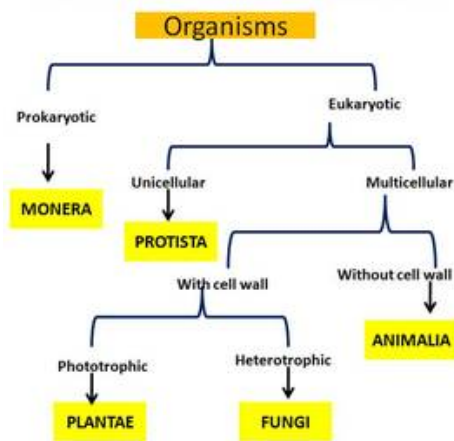 Organisms
Prokaryotic
Eukaryotic
MONERA
Unicellular
Multicellular
PROTISTA
With cell wall
Without cell wall
ANIMALIA
Phototrophic
Heterotrophic
PLANTAE
FUNGI